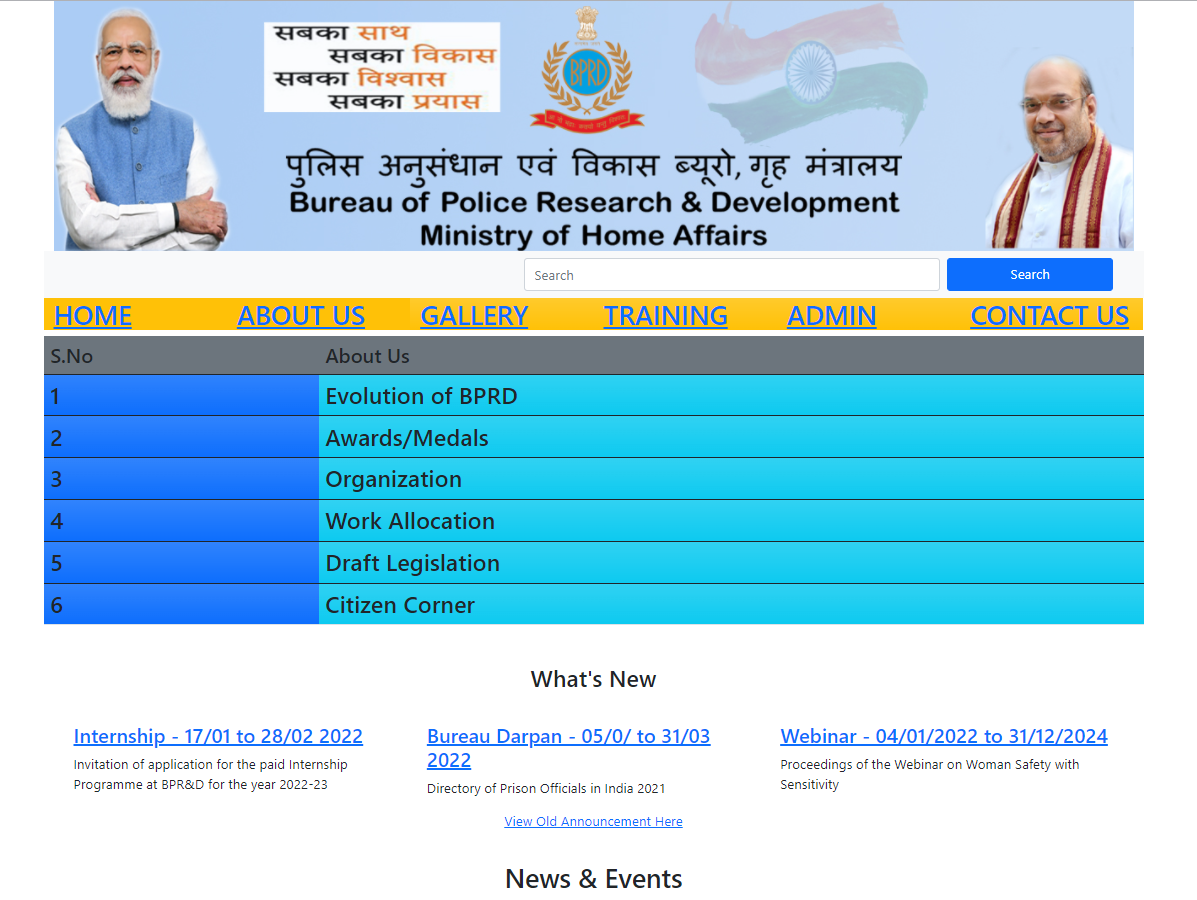 सबका साथ
सबका विकास
सबका विश्वास
सबका प्रयास
BPRD
पुलिस अनुसंधान एवं विकास ब्यूरो, गृह मंत्रालय
Bureau of Police Research & Development
Ministry of Home Affairs
Search Search
HOME ABOUT US GALLERY TRAINING ADMIN CONTACT US
S.No About Us
1 Evolution of BPRD
2 Awards/Medals
3 Organization
4 Work Allocation
5 Draft Legislation
6 Citizen Corner
What's New
Internship - 17/01 to 28/02 2022
Invitation of application for the paid Internship
Programme at BPR&D for the year 2022-23
Bureau Darpan - 05/0/ to 31/03
2022
Directory of Prison Officials in India 2021
Webinar - 04/01/2022 to 31/12/2024
Proceedings of the Webinar on Woman Safety with
Sensitivity
View Old Announcement Here
News & Events